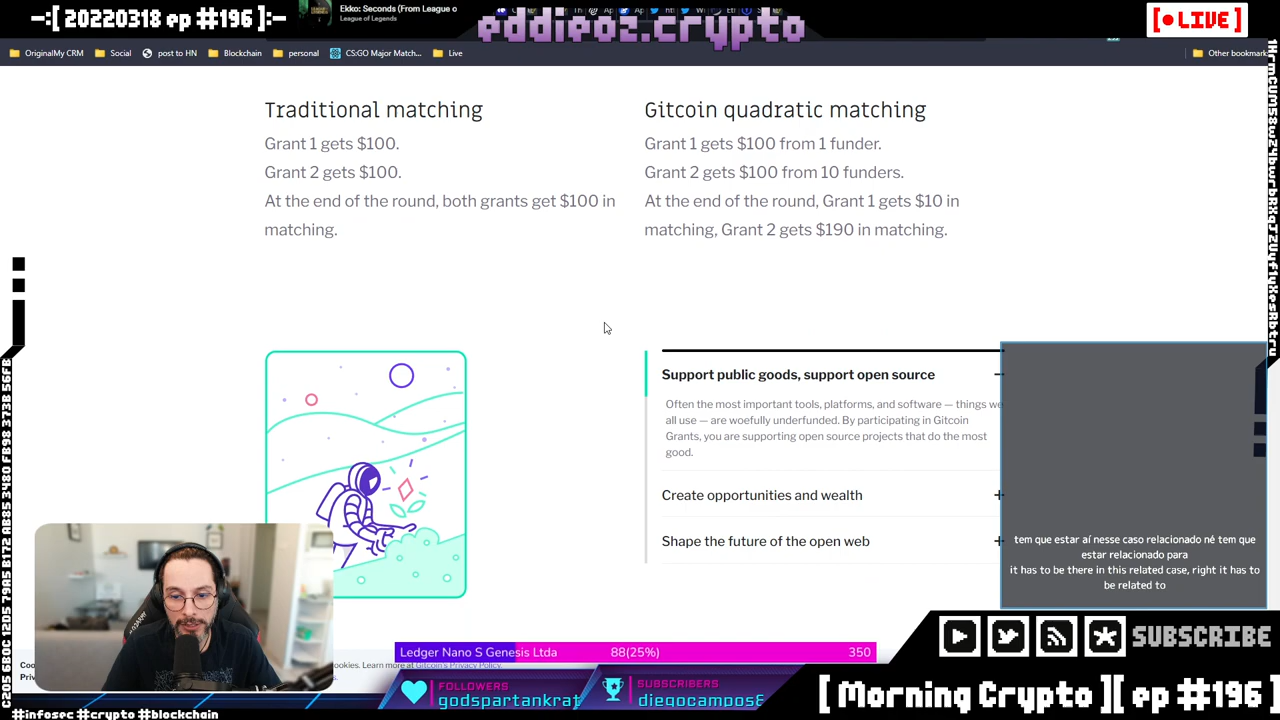 -:[ 20220318 ep #196 ]:-
Ekko: Seconds (From League o
League of Legends
eddieoz.crypto
[● LIVE ]
OriginalMy CRM
Social
post to HN
Blockchain
personal
CS:GO Major Match...
Live
Other bookmark
Traditional matching
Grant 1 gets $100.
Grant 2 gets $100.
At the end of the round, both grants get $100 in
matching.
Gitcoin quadratic matching
Grant 1 gets $100 from 1 funder.
Grant 2 gets $100 from 10 funders.
At the end of the round, Grant 1 gets $10 in
matching, Grant 2 gets $190 in matching.
Support public goods, support open source
Often the most important tools, platforms, and software — things we
all use — are woefully underfunded. By participating in Gitcoin
Grants, you are supporting open source projects that do the most
good.
Create opportunities and wealth
Shape the future of the open web
tem que estar aí nesse caso relacionado né tem que
estar relacionado para
it has to be there in this related case, right it has to
be related to
Ledger Nano S Genesis Ltda
88(25%)
350
okies. Learn more at Gitcoin's Privacy Policy.
FOLLOWERS
godspartankrat
SUBSCRIBERS
diegocampos
SUBSCRIBE
[ Morning Crypto ][ ep #196 ]
#infosec #crypto #blockchain